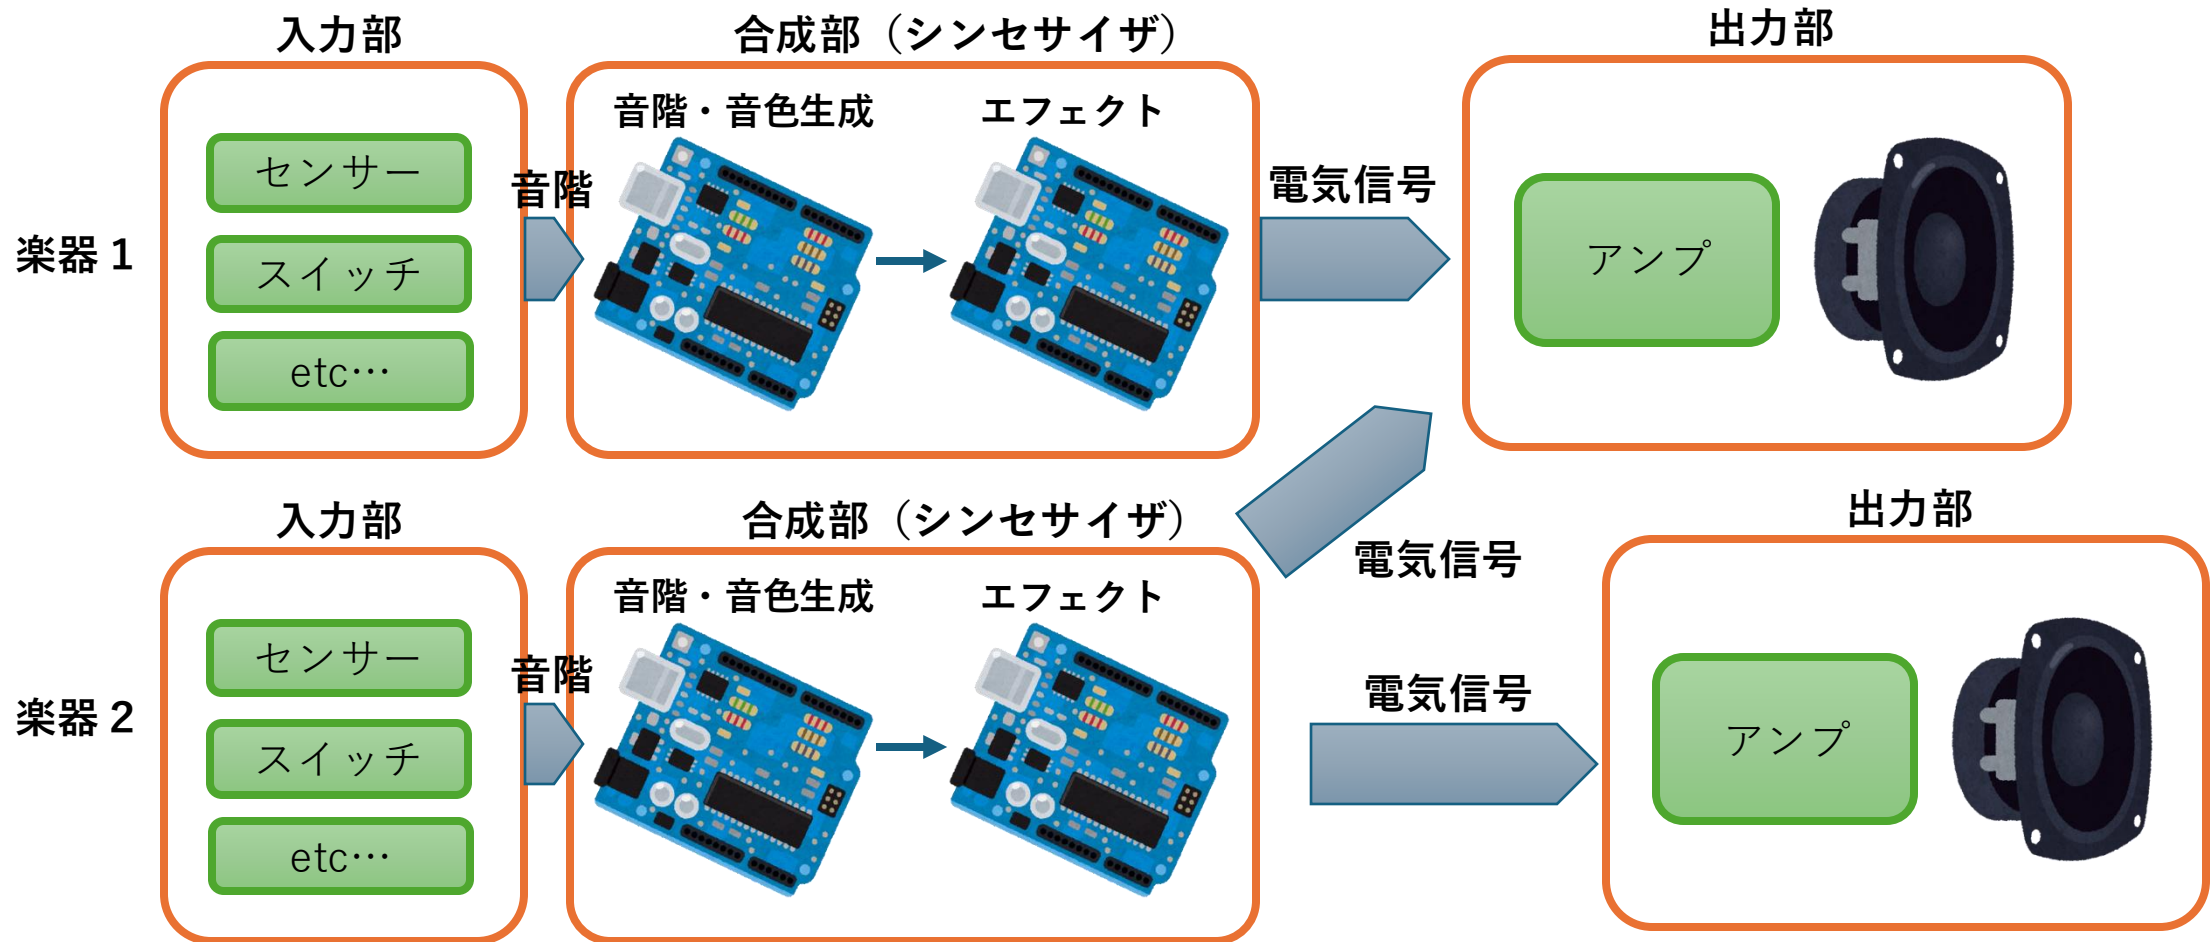 入力部
合成部（シンセサイザ）
出力部
音階・音色生成
エフェクト
センサー
音階
電気信号
楽器 1
スイッチ
アンプ
etc…
入力部
合成部（シンセサイザ）
出力部
電気信号
音階・音色生成
エフェクト
センサー
音階
電気信号
楽器 2
スイッチ
アンプ
etc…